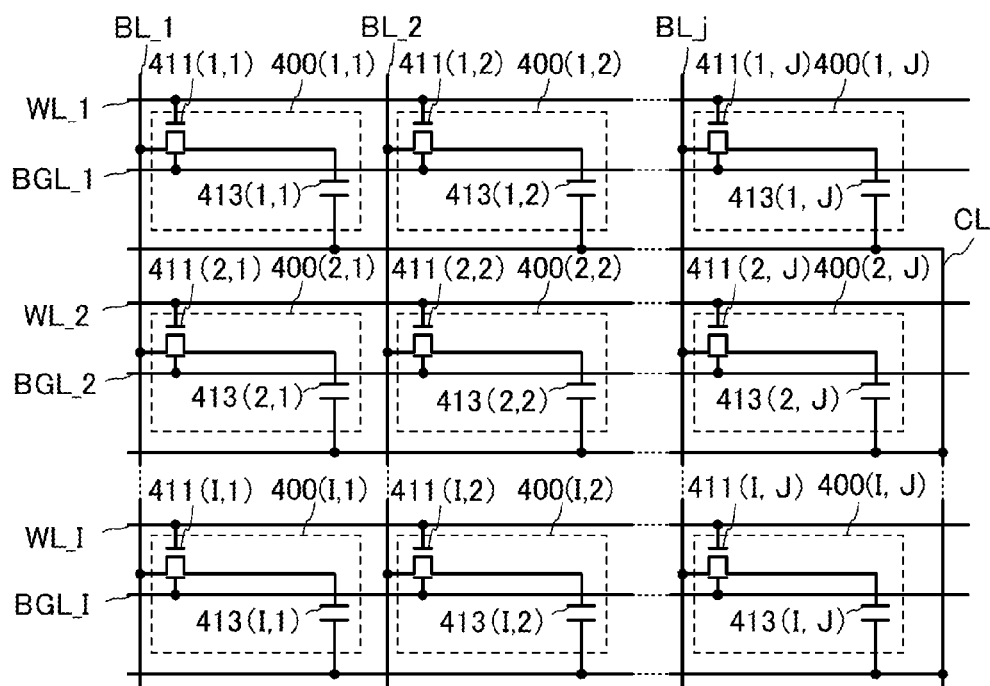 BL_1 BL_2 BL_j
411(1,1) 400(1,1) 411(1,2) 400(1,2) 411(1, J) 400(1, J)
WL_1
BGL_1
413(1,1) 413(1,2) 413(1, J)
CL
411(2,1) 400(2,1) 411(2,2) 400(2,2) 411(2, J) 400(2, J)
WL_2
BGL_2
413(2,1) 413(2,2) 413(2, J)
411(I,1) 400(I,1) 411(I,2) 400(I,2) 411(I, J) 400(I, J)
WL_I
BGL_I
413(I,1) 413(I,2) 413(I, J)